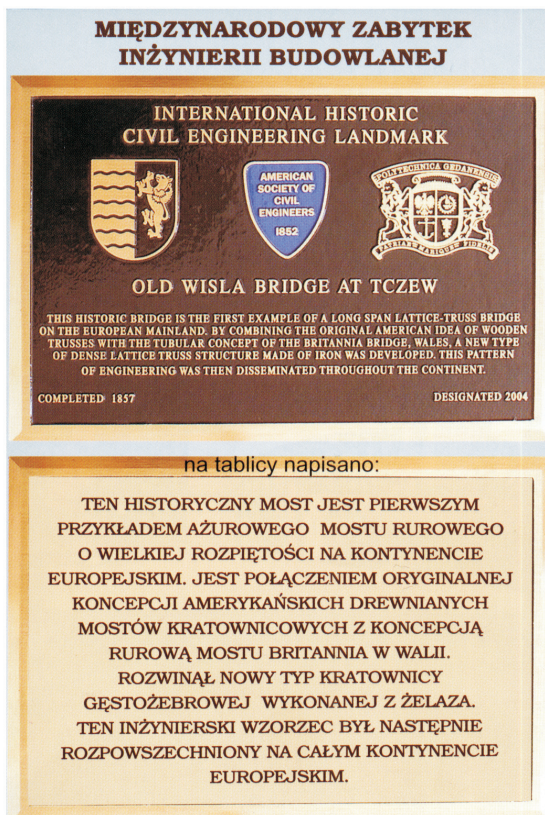 MIĘDZYNARODOWY ZABYTEK
INŻYNIERII BUDOWLANEJ
INTERNATIONAL HISTORIC
CIVIL ENGINEERING LANDMARK
AMERICAN
SOCIETY OF
CIVIL
ENGINEERS
1852
POLYTECHNICA GEDANENSIS
PATRIAE MARIQUE FIDELIS
OLD WISLA BRIDGE AT TCZEW
THIS HISTORIC BRIDGE IS THE FIRST EXAMPLE OF A LONG SPAN LATTICE-TRUSS BRIDGE
ON THE EUROPEAN MAINLAND. BY COMBINING THE ORIGINAL AMERICAN IDEA OF WOODEN
TRUSSES WITH THE TUBULAR CONCEPT OF THE BRITANNIA BRIDGE, WALES, A NEW TYPE
OF DENSE LATTICE TRUSS STRUCTURE MADE OF IRON WAS DEVELOPED. THIS PATTERN
OF ENGINEERING WAS THEN DISSEMINATED THROUGHOUT THE CONTINENT.
COMPLETED 1857
DESIGNATED 2004
na tablicy napisano:
TEN HISTORYCZNY MOST JEST PIERWSZYM
PRZYKŁADEM AŻUROWEGO MOSTU RUROWEGO
O WIELKIEJ ROZPIĘTOŚCI NA KONTYNENCIE
EUROPEJSKIM. JEST POŁĄCZENIEM ORYGINALNEJ
KONCEPCJI AMERYKAŃSKICH DREWNIANYCH
MOSTÓW KRATOWNICOWYCH Z KONCEPCJĄ
RUROWĄ MOSTU BRITANNIA W WALII.
ROZWINĄŁ NOWY TYP KRATOWNICY
GĘSTOŻEBROWEJ WYKONANEJ Z ŻELAZA.
TEN INŻYNIERSKI WZORZEC BYŁ NASTĘPNIE
ROZPOWSZECHNIONY NA CAŁYM KONTYNENCIE
EUROPEJSKIM.